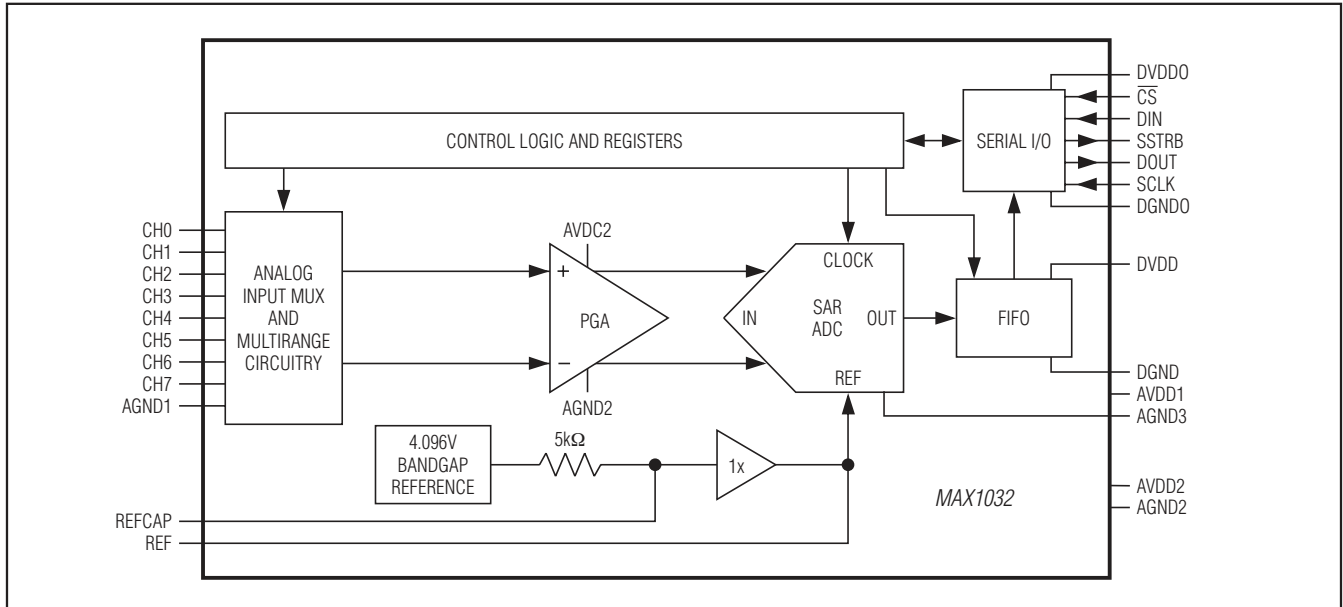 DVDDO
CS
DIN
SSTRB
DOUT
SCLK
DGNDO
DVDD
DGND
AVDD1
AGND3
AVDD2
AGND2
SERIAL I/O
CONTROL LOGIC AND REGISTERS
CH0
CH1
CH2
CH3
CH4
CH5
CH6
CH7
AGND1
ANALOG
INPUT MUX
AND
MULTIRANGE
CIRCUITRY
AVDC2
+
PGA
−
AGND2
CLOCK
IN
SAR
ADC
OUT
REF
FIFO
4.096V
BANDGAP
REFERENCE
5kΩ
1x
MAX1032
REFCAP
REF